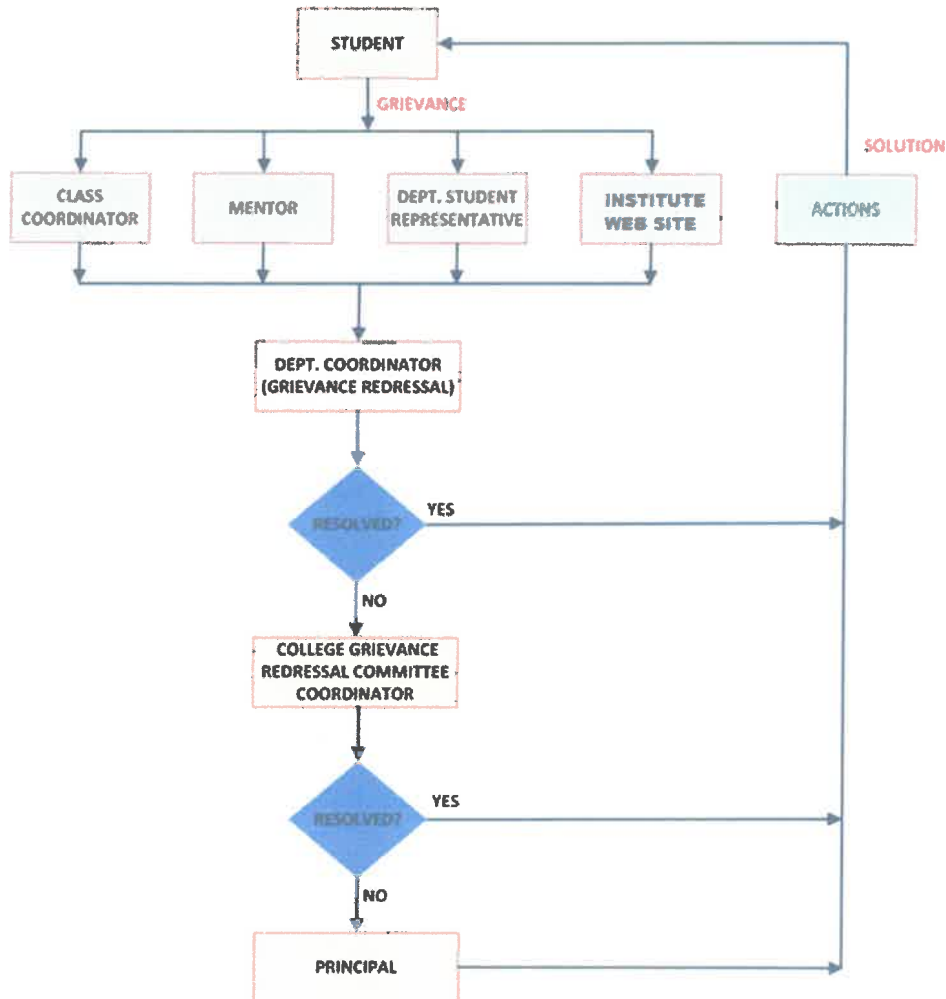 STUDENT
GRIEVANCE
SOLUTION
CLASS
COORDINATOR
MENTOR
DEPT. STUDENT
REPRESENTATIVE
INSTITUTE
WEB SITE
ACTIONS
DEPT. COORDINATOR
(GRIEVANCE REDRESSAL)
RESOLVED?
YES
NO
COLLEGE GRIEVANCE
REDRESSAL COMMITTEE
COORDINATOR
RESOLVED?
YES
NO
PRINCIPAL